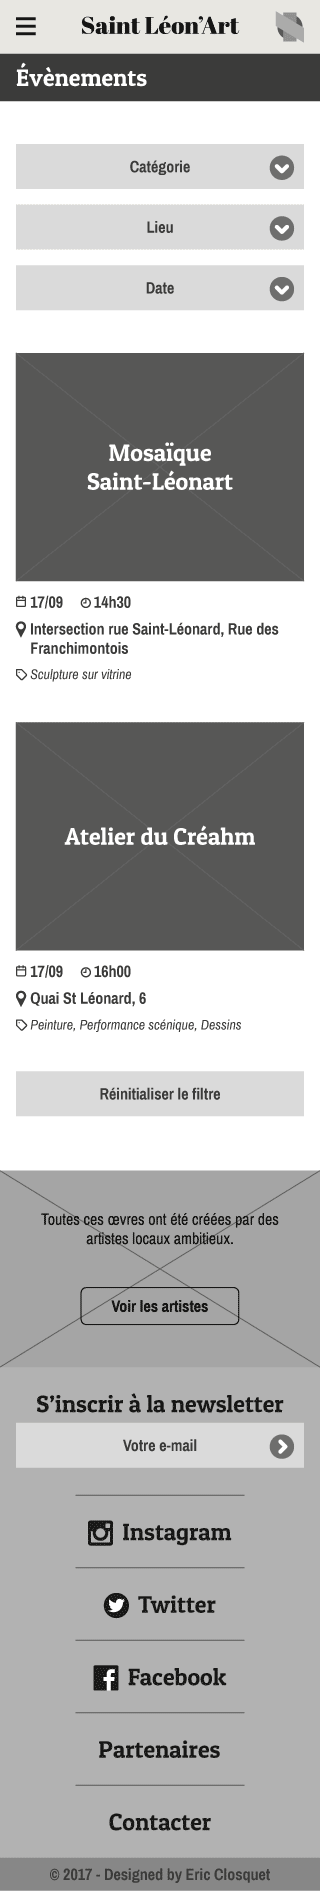 Saint Léon’Art
Évènements
Catégorie
Lieu
Date
Mosaïque
Saint-Léonart
17/09 14h30
Intersection rue Saint-Léonard, Rue des
Franchimontois
Sculpture sur vitrine
Atelier du Créahm
17/09 16h00
Quai St Léonard, 6
Peinture, Performance scénique, Dessins
Réinitialiser le filtre
Toutes ces œvres ont été créées par des
artistes locaux ambitieux.
Voir les artistes
S’inscrir à la newsletter
Votre e-mail
Instagram
Twitter
Facebook
Partenaires
Contacter
© 2017 - Designed by Eric Closquet